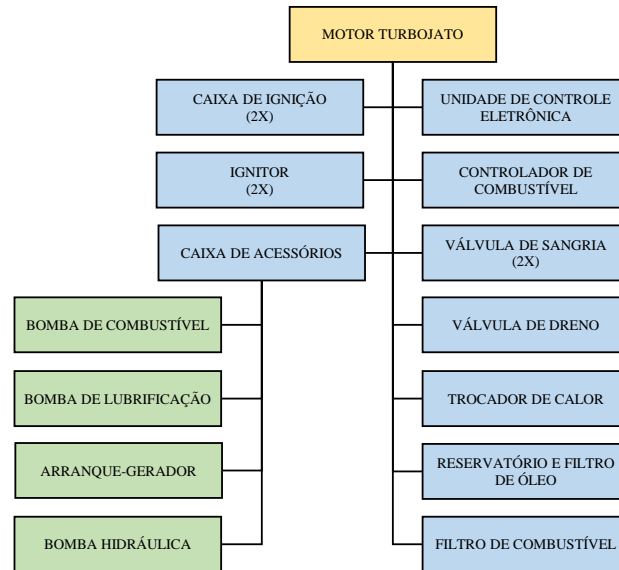 MOTOR TURBOJATO
CAIXA DE IGNIÇÃO
(2X)
UNIDADE DE CONTROLE
ELETRÔNICA
IGNITOR
(2X)
CONTROLADOR DE
COMBUSTÍVEL
CAIXA DE ACESSÓRIOS
VÁLVULA DE SANGRIA
(2X)
BOMBA DE COMBUSTÍVEL
VÁLVULA DE DRENO
BOMBA DE LUBRIFICAÇÃO
TROCADOR DE CALOR
ARRANQUE-GERADOR
RESERVATÓRIO E FILTRO
DE ÓLEO
BOMBA HIDRÁULICA
FILTRO DE COMBUSTÍVEL